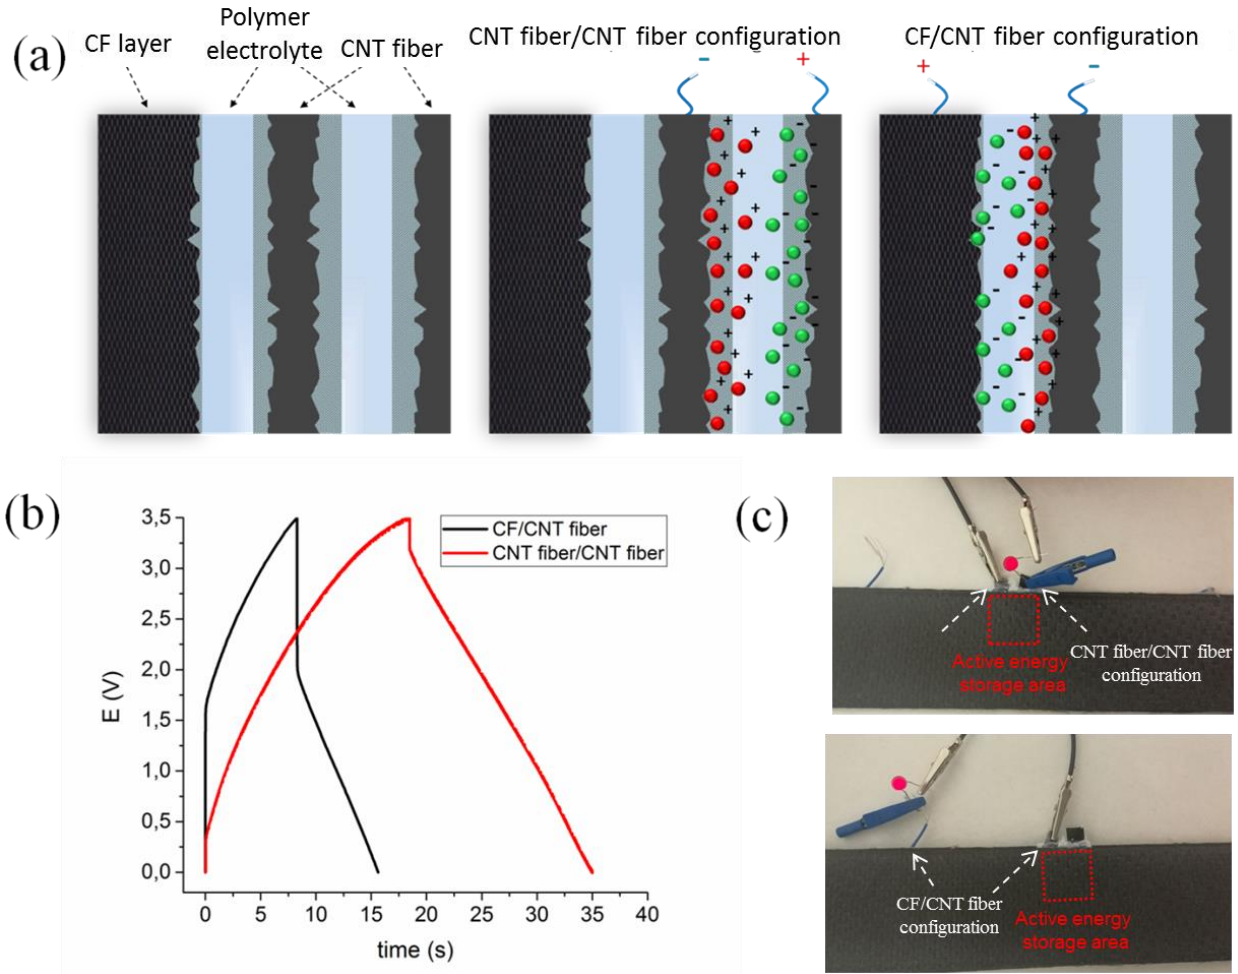 (a)
CF layer
Polymer
electrolyte
CNT fiber
CNT fiber/CNT fiber configuration
- +
CF/CNT fiber configuration
+ -
(b)
3,5
3,0
2,5
2,0
1,5
1,0
0,5
0,0
E (V)
CF/CNT fiber
CNT fiber/CNT fiber
0 5 10 15 20 25 30 35 40
time (s)
(c)
Active energy
storage area
CNT fiber/CNT fiber
configuration
CF/CNT fiber
configuration
Active energy
storage area